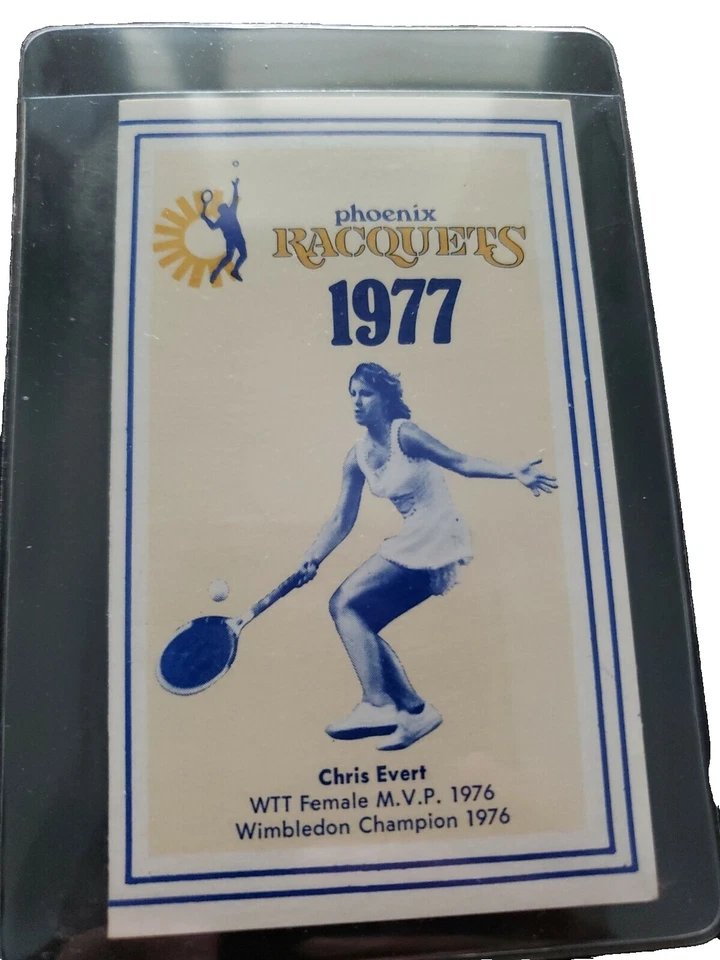 phoenix
RACQUETS
1977
Chris Evert
WTT Female M.V.P. 1976
Wimbledon Champion 1976